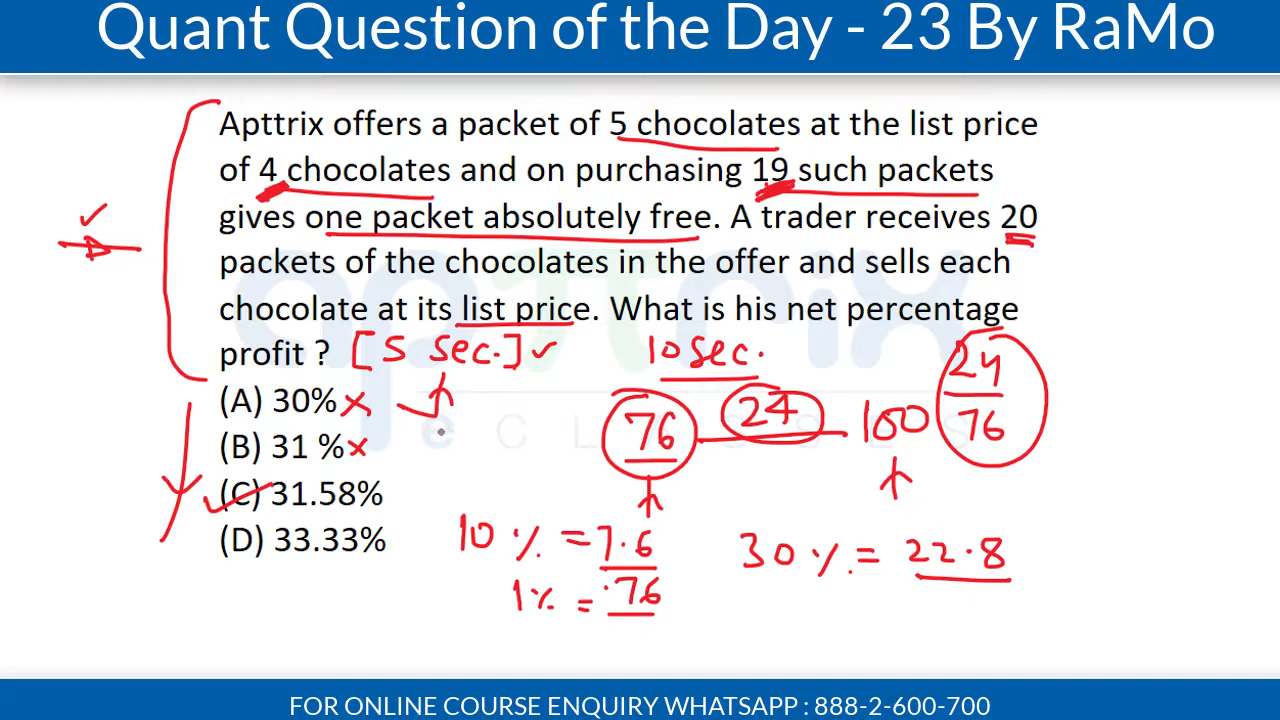 Quant Question of the Day - 23 By RaMo
Apttrix offers a packet of 5 chocolates at the list price
of 4 chocolates and on purchasing 19 such packets
gives one packet absolutely free. A trader receives 20
packets of the chocolates in the offer and sells each
chocolate at its list price. What is his net percentage
profit ? [5 sec.] ✓ 10 sec.
(A) 30% ×
(B) 31 % ×
(C) 31.58%
(D) 33.33%
76 24 100
24
76
10 % = 7.6
1% = .76
30 % = 22.8
apttrix
e CLOSES
FOR ONLINE COURSE ENQUIRY WHATSAPP : 888-2-600-700